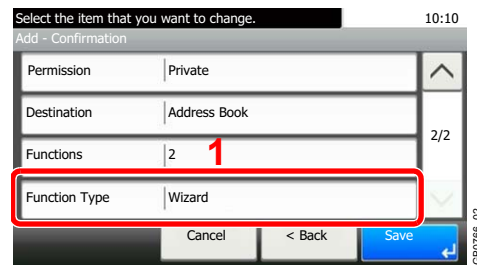 Select the item that you want to change. 10:10
Add - Confirmation
Permission Private
Destination Address Book
2/2
Functions 2 1
Function Type Wizard
Cancel < Back Save
GB0766_02